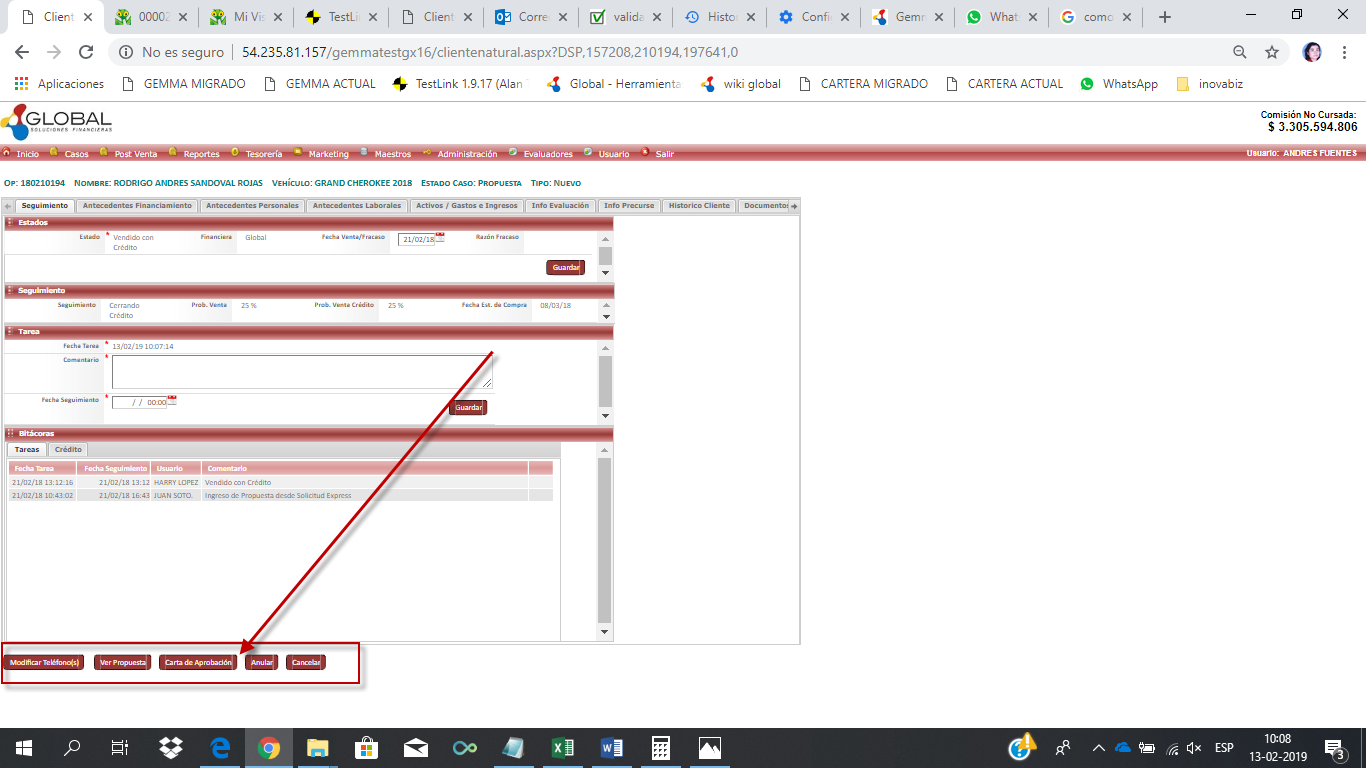 Client
00002
Mi Vis
TestLin
Client
Corre
valida
Histor
Config
Gemm
Whats
como
No es seguro
54.235.81.157/gemmatestgx16/clientenatural.aspx?DSP,157208,210194,197641,0
Aplicaciones
GEMMA MIGRADO
GEMMA ACTUAL
TestLink 1.9.17 (Alan
Global - Herramienta
wiki global
CARTERA MIGRADO
CARTERA ACTUAL
WhatsApp
inovabiz
GLOBAL
SOLUCIONES FINANCIERAS
Comisión No Cursada:
$ 3.305.594.806
Inicio Casos Post Venta Reportes Tesorería Marketing Maestros Administración Evaluadores Usuario Salir
Usuario: ANDRES FUENTES
Op: 180210194 Nombre: RODRIGO ANDRES SANDOVAL ROJAS Vehículo: GRAND CHEROKEE 2018 Estado Caso: Propuesta Tipo: Nuevo
Seguimiento Antecedentes Financiamiento Antecedentes Personales Antecedentes Laborales Activos / Gastos e Ingresos Info Evaluación Info Precurse Historico Cliente Documentos
Estados
Estado * Vendido con Crédito Financiera Global Fecha Venta/Fracaso 21/02/18 Razón Fracaso
Guardar
Seguimiento
Seguimiento Cerrando Crédito Prob. Venta 25 % Prob. Venta Crédito 25 % Fecha Est. de Compra 08/03/18
Tarea
Fecha Tarea * 13/02/19 10:07:14
Comentario *
Fecha Seguimiento * / / 00:00
Guardar
Bitácoras
Tareas Crédito
Fecha Tarea Fecha Seguimiento Usuario Comentario
21/02/18 13:12:16 21/02/18 13:12 HARRY LOPEZ Vendido con Crédito
21/02/18 10:43:02 21/02/18 16:43 JUAN SOTO. Ingreso de Propuesta desde Solicitud Express
Modificar Teléfono(s) Ver Propuesta Carta de Aprobación Anular Cancelar
ESP
10:08
13-02-2019
3